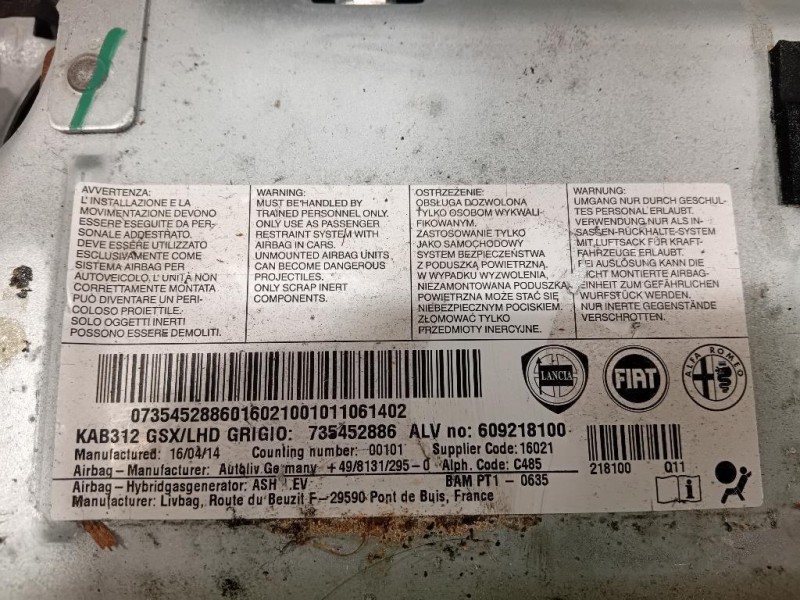 AVVERTENZA:
L' INSTALLAZIONE E LA
MOVIMENTAZIONE DEVONO
ESSERE ESEGUITE DA PER-
SONALE ADDESTRATO.
DEVE ESSERE UTILIZZATO
ESCLUSIVAMENTE COME
SISTEMA AIRBAG PER
AUTOVEICOLO. L' UNITÀ NON
CORRETTAMENTE MONTATA
PUÒ DIVENTARE UN PERI-
COLOSO PROIETTILE.
SOLO OGGETTI INERTI
POSSONO ESSERE DEMOLITI.
WARNING:
MUST BE HANDLED BY
TRAINED PERSONNEL ONLY.
ONLY USE AS PASSENGER
RESTRAINT SYSTEM WITH
AIRBAG IN CARS.
UNMOUNTED AIRBAG UNITS
CAN BECOME DANGEROUS
PROJECTILES.
ONLY SCRAP INERT
COMPONENTS.
OSTRZEŻENIE:
OBSŁUGA DOZWOLONA
TYLKO OSOBOM WYKWALI-
FIKOWANYM.
ZASTOSOWANIE TYLKO
JAKO SAMOCHODOWY
SYSTEM BEZPIECZEŃSTWA
Z PODUSZKĄ POWIETRZNĄ.
W WYPADKU WYZWOLENIA,
NIEZAMONTOWANA PODUSZKA
POWIETRZNA MOŻE STAĆ SIĘ
NIEBEZPIECZNYM POCISKIEM.
ZŁOMOWAĆ TYLKO
PRZEDMIOTY INERCYJNE.
WARNUNG:
UMGANG NUR DURCH GESCHUL-
TES PERSONAL ERLAUBT.
VERWENDUNG NUR ALS IN-
SASSEN-RÜCKHALTE-SYSTEM
MIT LUFTSACK FÜR KRAFT-
FAHRZEUGE ERLAUBT.
BEI AUSLÖSUNG KANN DIE
NICHT MONTIERTE AIRBAG-
EINHEIT ZUM GEFÄHRLICHEN
WURFSTÜCK WERDEN.
NUR INERTE GEGENSTÄNDE
VERSCHROTTEN.
LANCIA
FIAT
ALFA ROMEO
0735452886016021001011061402
KAB312 GSX/LHD GRIGIO: 735452886 ALV no: 609218100
Manufactured: 16/04/14 Counting number: 00101 Supplier Code: 16021
Airbag-Manufacturer: Autoliv Germany +49/8131/295-0 Alph. Code: C485
218100 Q11
Airbag-Hybridgasgenerator: ASH EV BAM PT1-0635
Manufacturer: Livbag, Route du Beuzit F-29590 Pont de Buis, France